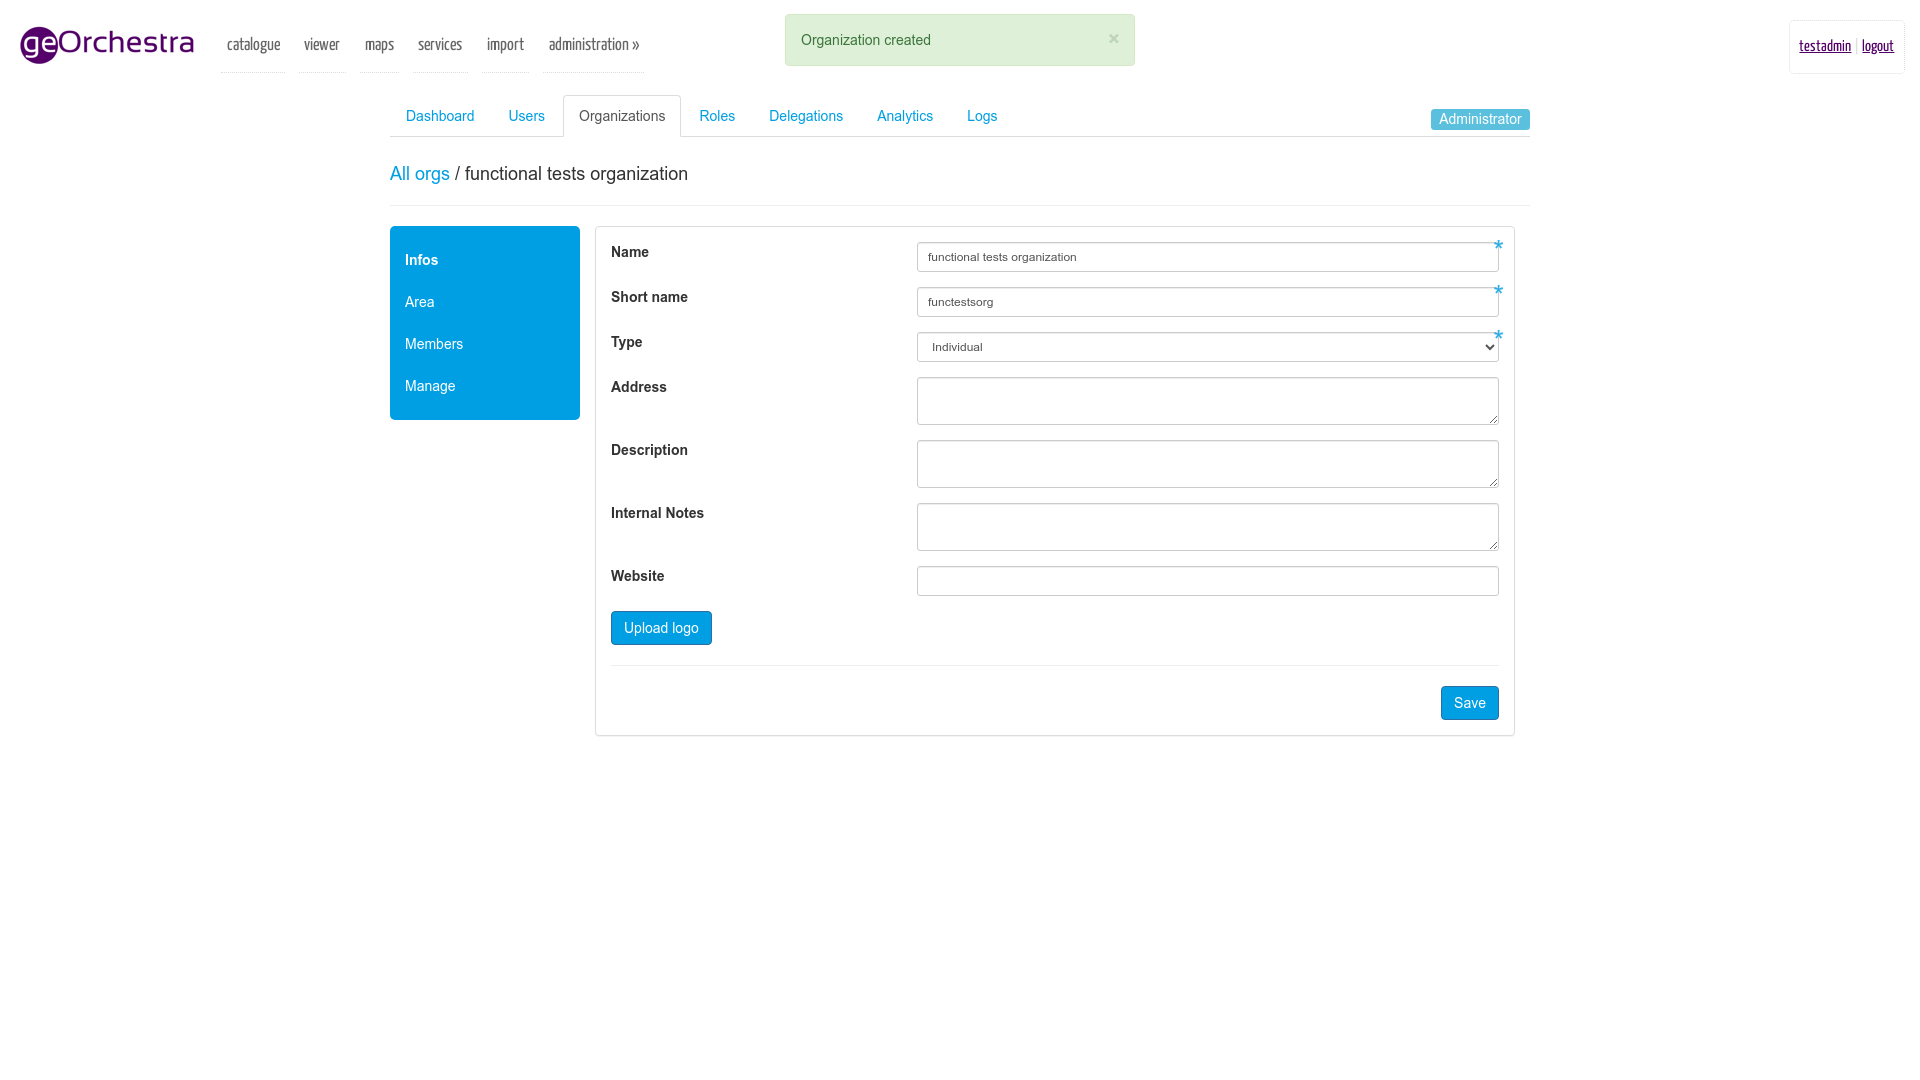 geOrchestra
catalogue viewer maps services import administration »
Organization created ×
testadmin | logout
Dashboard Users Organizations Roles Delegations Analytics Logs Administrator
All orgs / functional tests organization
Infos
Area
Members
Manage
Name functional tests organization *
Short name functestsorg *
Type Individual *
Address
Description
Internal Notes
Website
Upload logo
Save